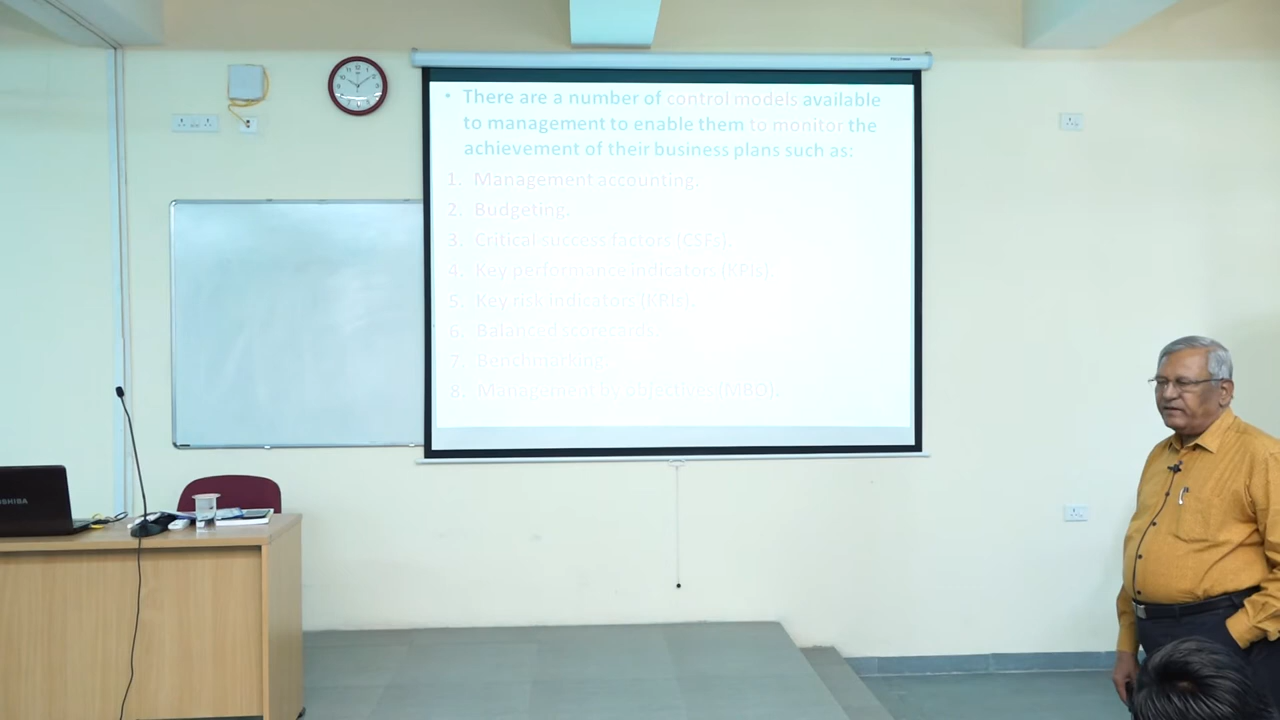 • There are a number of control models available
to management to enable them to monitor the
achievement of their business plans such as:
1. Management accounting.
2. Budgeting.
3. Critical success factors (CSFs).
4. Key performance indicators (KPIs).
5. Key risk indicators (KRIs).
6. Balanced scorecards.
7. Benchmarking.
8. Management by objectives (MBO).